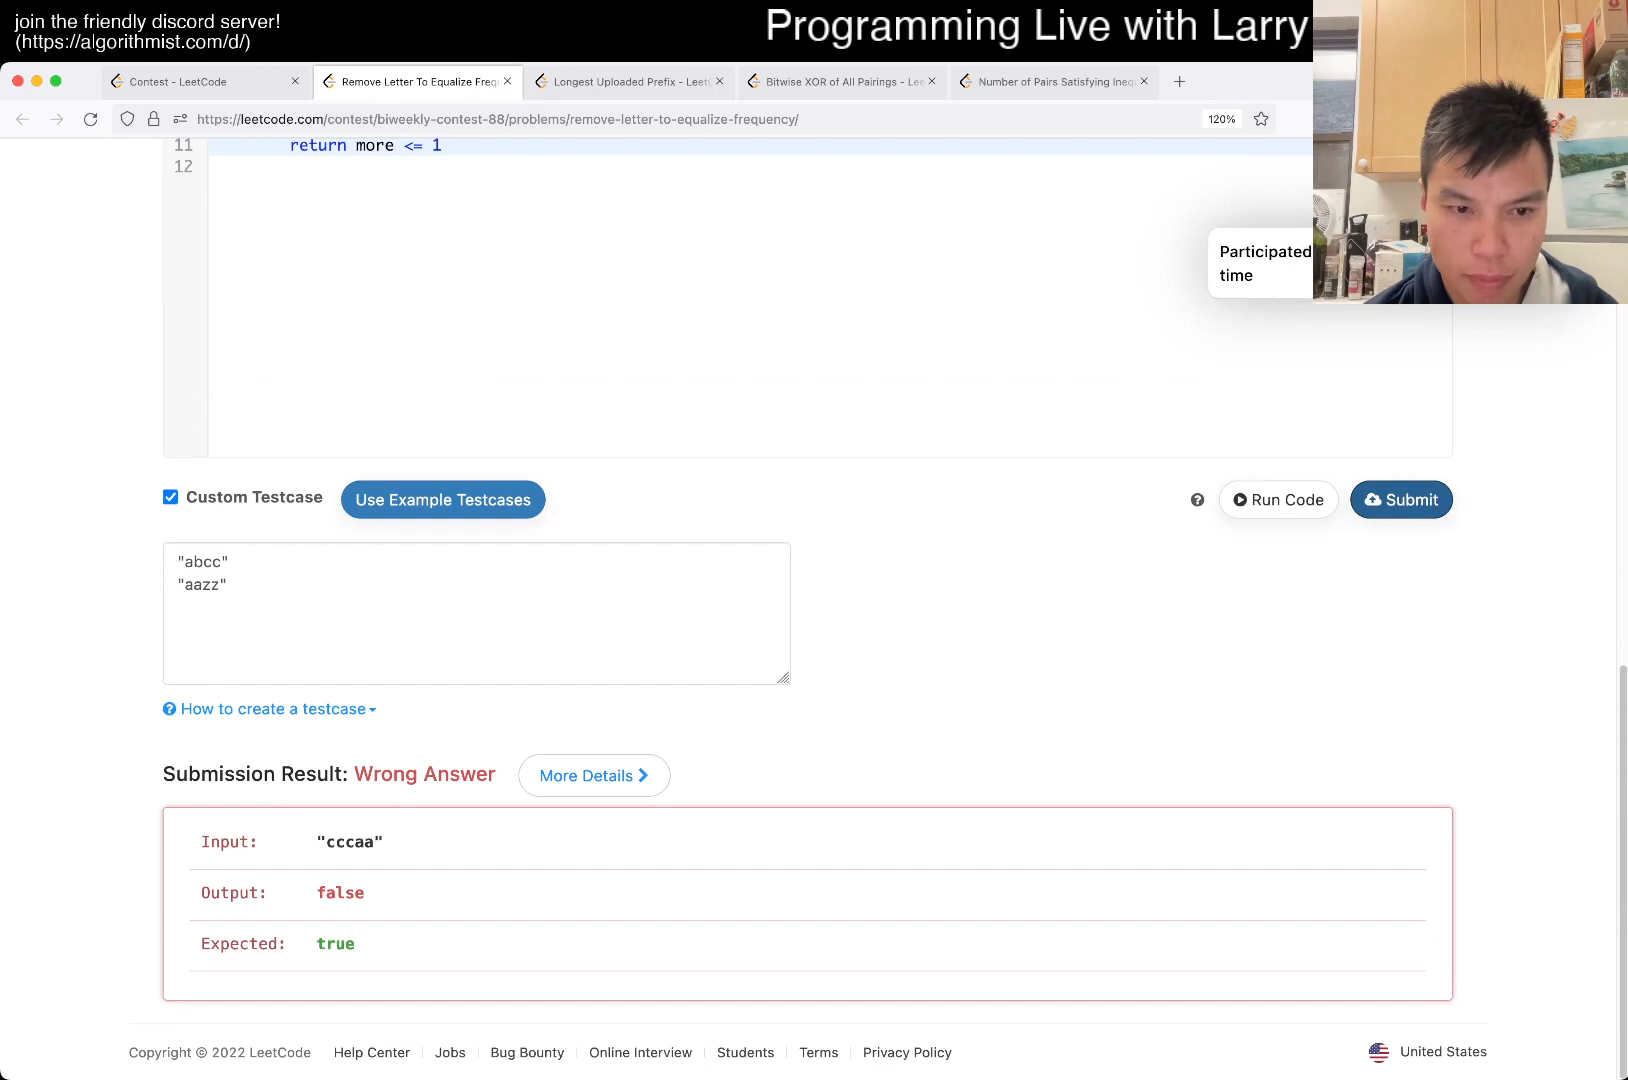 join the friendly discord server!
(https://algorithmist.com/d/)
Programming Live with Larry
Contest - LeetCode
Remove Letter To Equalize Frequ
Longest Uploaded Prefix - LeetC
Bitwise XOR of All Pairings - Lee
Number of Pairs Satisfying Inequ
https://leetcode.com/contest/biweekly-contest-88/problems/remove-letter-to-equalize-frequency/
120%
11 return more <= 1
12
Participated
time
Custom Testcase
Use Example Testcases
Run Code
Submit
"abcc"
"aazz"
How to create a testcase
Submission Result: Wrong Answer
More Details
Input: "cccaa"
Output: false
Expected: true
Copyright © 2022 LeetCode
Help Center
Jobs
Bug Bounty
Online Interview
Students
Terms
Privacy Policy
United States